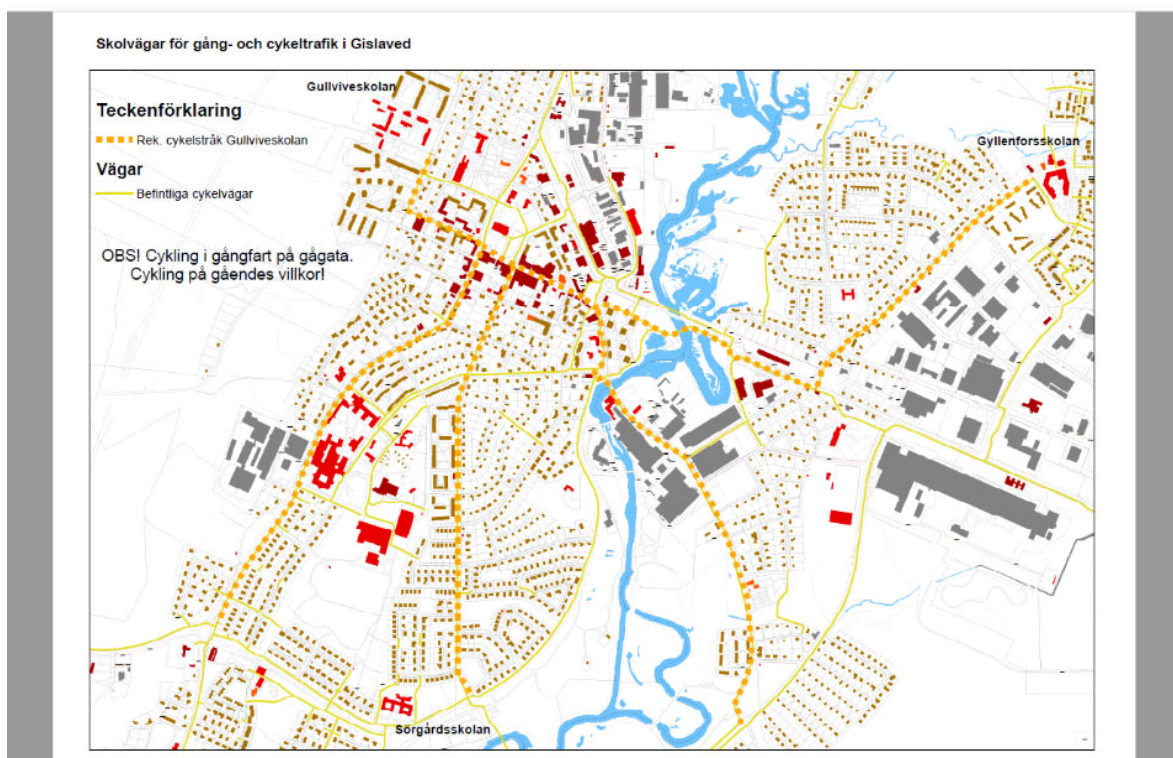 Skolvägar för gång- och cykeltrafik i Gislaved
Gullviveskolan
Teckenförklaring
Rek. cykelstråk Gullviveskolan
Gyllenforsskolan
Vägar
Befintliga cykelvägar
OBS! Cykling i gångfart på gågata.
Cykling på gåendes villkor!
Sörgårdsskolan